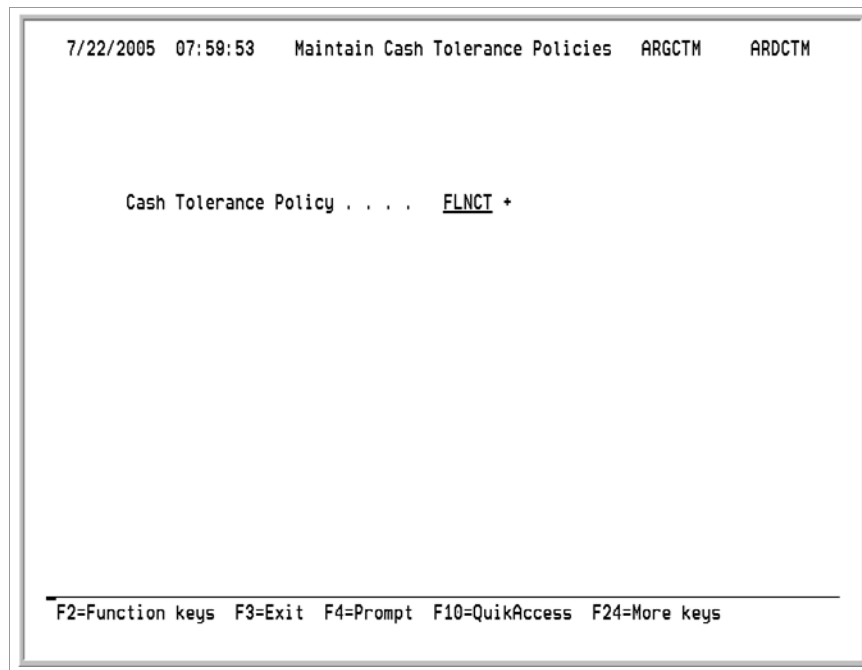 7/22/2005 07:59:53 Maintain Cash Tolerance Policies ARGCTM ARDCTM
Cash Tolerance Policy . . . . FLNCT +
F2=Function keys F3=Exit F4=Prompt F10=QuikAccess F24=More keys